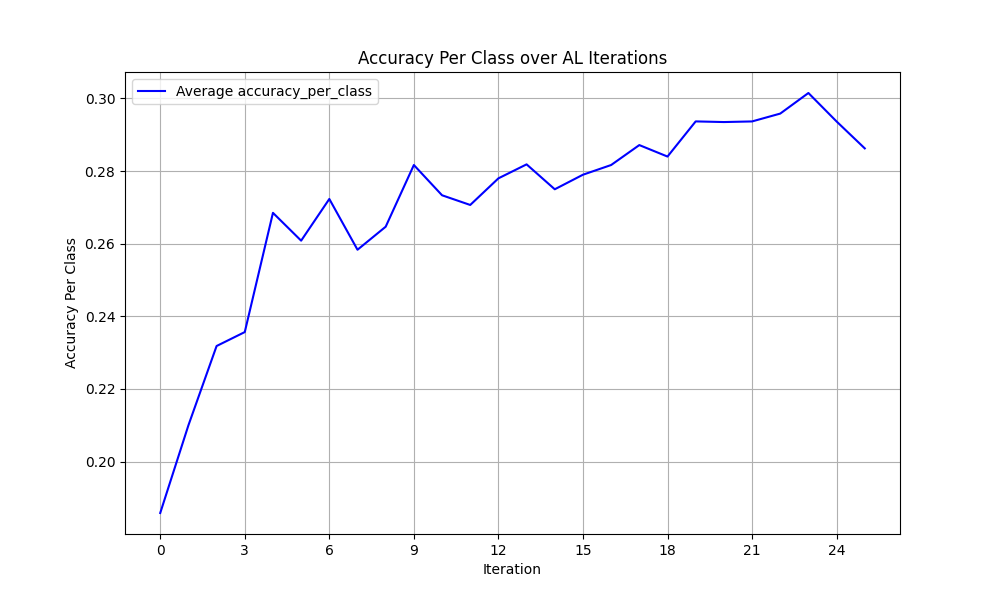 Accuracy Per Class over AL Iterations
Average accuracy_per_class
Accuracy Per Class
0.30
0.28
0.26
0.24
0.22
0.20
0 3 6 9 12 15 18 21 24
Iteration